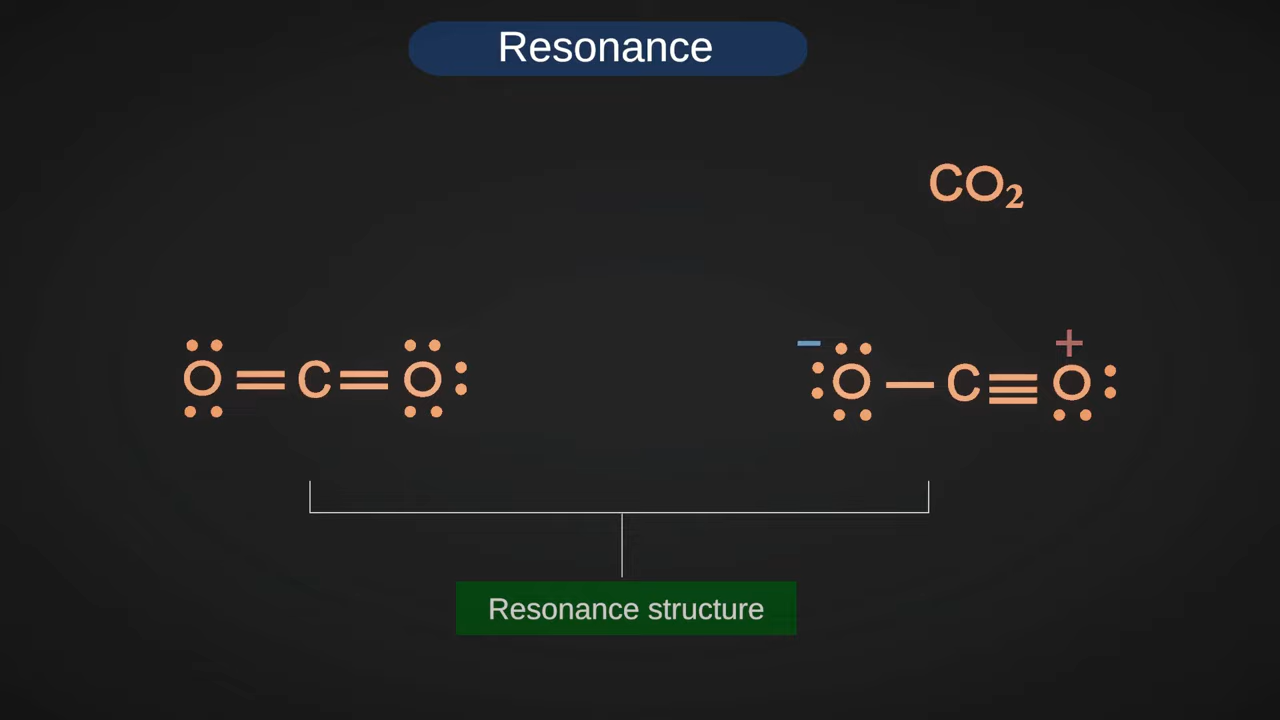 Resonance
CO₂
O = C = O
− +
O — C ≡ O
Resonance structure